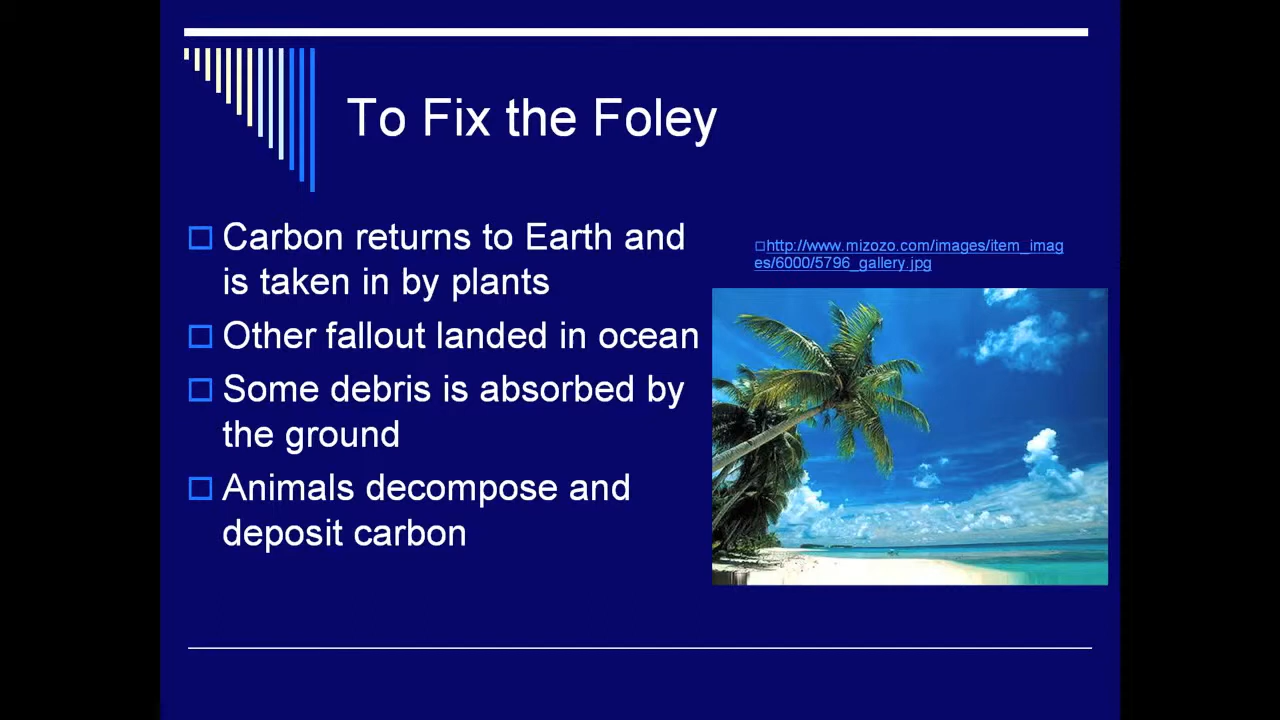 To Fix the Foley
Carbon returns to Earth and
is taken in by plants
Other fallout landed in ocean
Some debris is absorbed by
the ground
Animals decompose and
deposit carbon
http://www.mizozo.com/images/item_imag
es/6000/5796_gallery.jpg